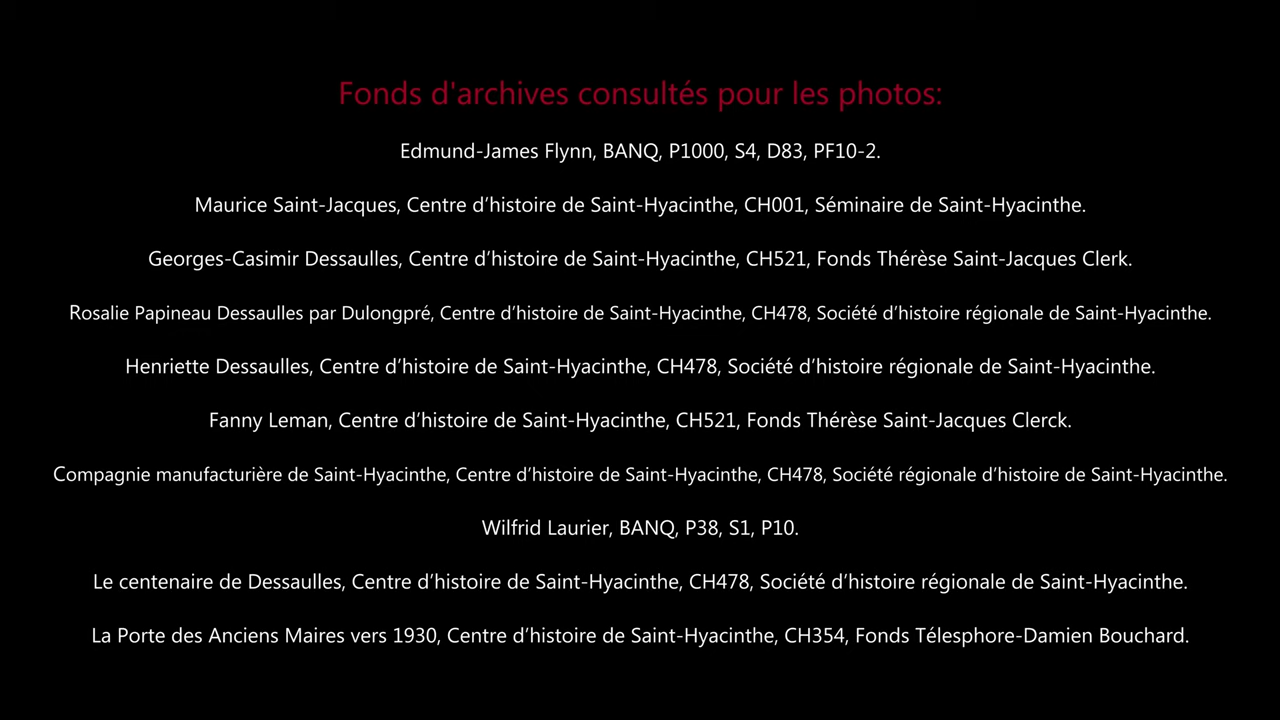 Fonds d'archives consultés pour les photos:
Edmund-James Flynn, BANQ, P1000, S4, D83, PF10-2.
Maurice Saint-Jacques, Centre d’histoire de Saint-Hyacinthe, CH001, Séminaire de Saint-Hyacinthe.
Georges-Casimir Dessaulles, Centre d’histoire de Saint-Hyacinthe, CH521, Fonds Thérèse Saint-Jacques Clerk.
Rosalie Papineau Dessaulles par Dulongpré, Centre d’histoire de Saint-Hyacinthe, CH478, Société d’histoire régionale de Saint-Hyacinthe.
Henriette Dessaulles, Centre d’histoire de Saint-Hyacinthe, CH478, Société d’histoire régionale de Saint-Hyacinthe.
Fanny Leman, Centre d’histoire de Saint-Hyacinthe, CH521, Fonds Thérèse Saint-Jacques Clerck.
Compagnie manufacturière de Saint-Hyacinthe, Centre d’histoire de Saint-Hyacinthe, CH478, Société régionale d’histoire de Saint-Hyacinthe.
Wilfrid Laurier, BANQ, P38, S1, P10.
Le centenaire de Dessaulles, Centre d’histoire de Saint-Hyacinthe, CH478, Société d’histoire régionale de Saint-Hyacinthe.
La Porte des Anciens Maires vers 1930, Centre d’histoire de Saint-Hyacinthe, CH354, Fonds Télesphore-Damien Bouchard.